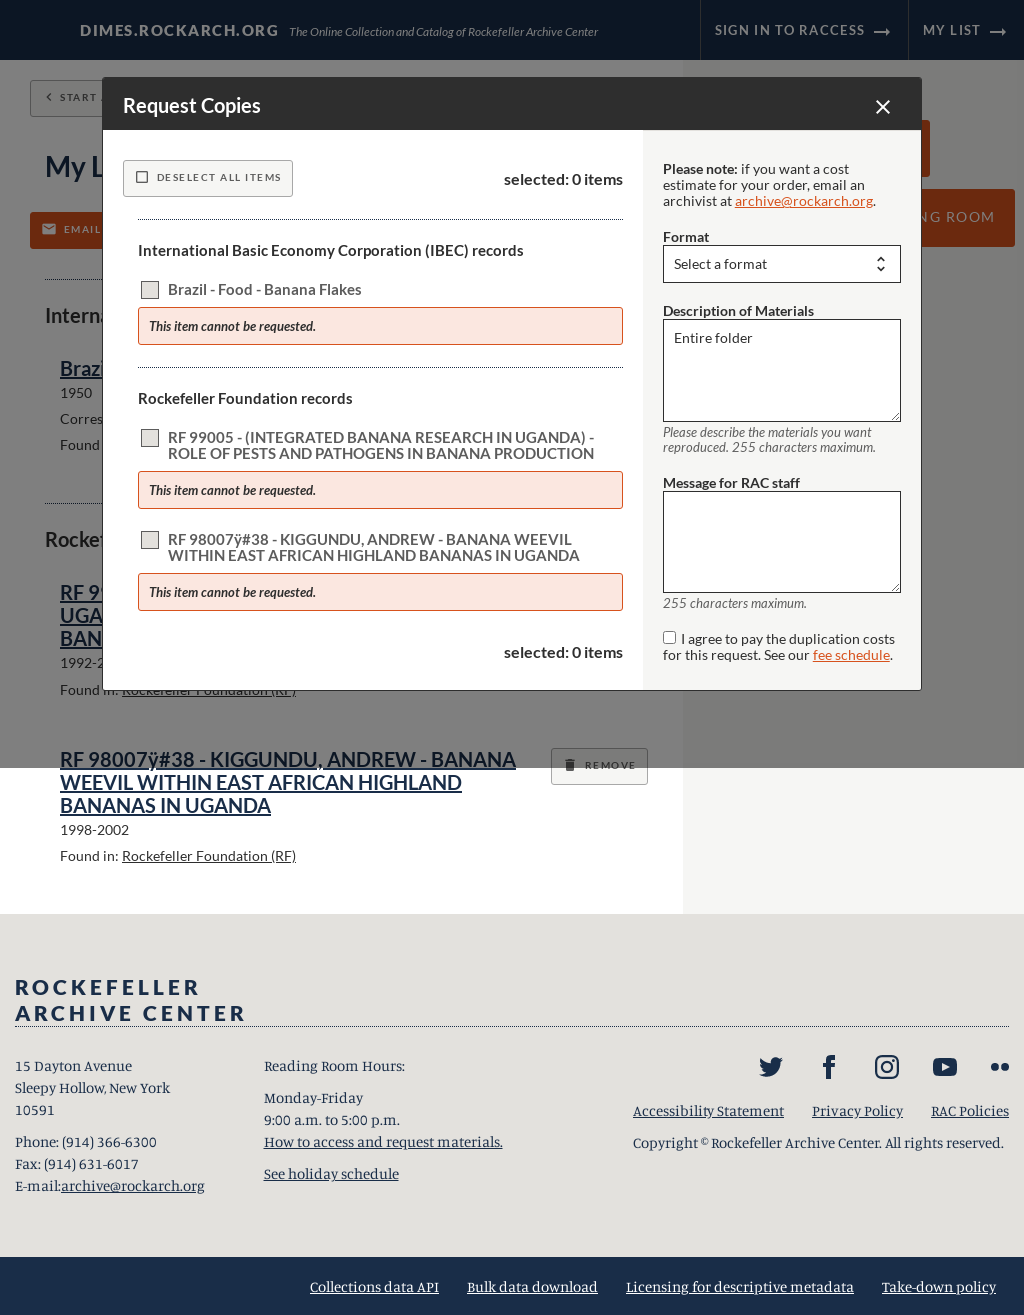 DIMES.ROCKARCH.ORG The Online Collection and Catalog of Rockefeller Archive Center
SIGN IN TO RACCESS
MY LIST
START
Request Copies
My L
EMAIL
NG ROOM
DESELECT ALL ITEMS
selected: 0 items
International Basic Economy Corporation (IBEC) records
Brazil - Food - Banana Flakes
This item cannot be requested.
Rockefeller Foundation records
RF 99005 - (INTEGRATED BANANA RESEARCH IN UGANDA) -
ROLE OF PESTS AND PATHOGENS IN BANANA PRODUCTION
This item cannot be requested.
RF 98007ÿ#38 - KIGGUNDU, ANDREW - BANANA WEEVIL
WITHIN EAST AFRICAN HIGHLAND BANANAS IN UGANDA
This item cannot be requested.
selected: 0 items
Please note: if you want a cost
estimate for your order, email an
archivist at archive@rockarch.org.
Format
Select a format
Description of Materials
Entire folder
Please describe the materials you want
reproduced. 255 characters maximum.
Message for RAC staff
255 characters maximum.
I agree to pay the duplication costs
for this request. See our fee schedule.
Interna
Brazi
1950
Corres
Found
Rockef
RF 99
UGA
BAN
1992-2
Found in: Rockefeller Foundation (RF)
RF 98007ÿ#38 - KIGGUNDU, ANDREW - BANANA
WEEVIL WITHIN EAST AFRICAN HIGHLAND
BANANAS IN UGANDA
REMOVE
1998-2002
Found in: Rockefeller Foundation (RF)
ROCKEFELLER
ARCHIVE CENTER
15 Dayton Avenue
Sleepy Hollow, New York
10591
Phone: (914) 366-6300
Fax: (914) 631-6017
E-mail:archive@rockarch.org
Reading Room Hours:
Monday-Friday
9:00 a.m. to 5:00 p.m.
How to access and request materials.
See holiday schedule
Accessibility Statement
Privacy Policy
RAC Policies
Copyright © Rockefeller Archive Center. All rights reserved.
Collections data API
Bulk data download
Licensing for descriptive metadata
Take-down policy